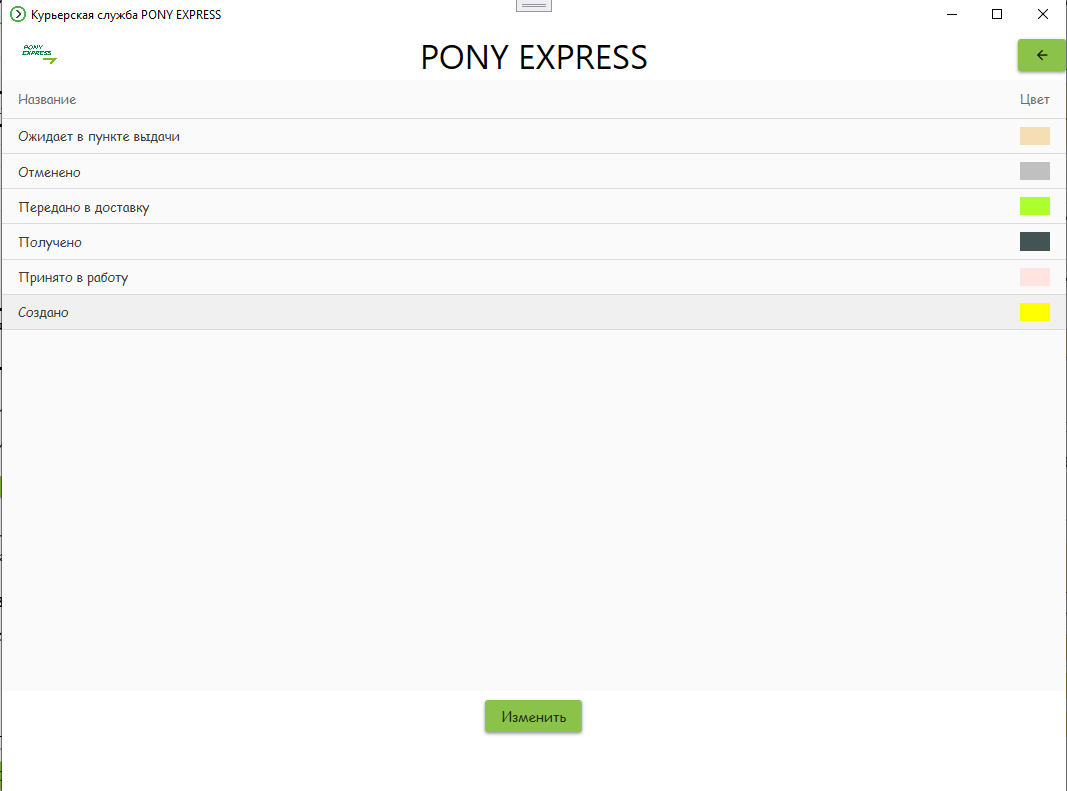 Курьерская служба PONY EXPRESS
PONY
EXPRESS
PONY EXPRESS
Название Цвет
Ожидает в пункте выдачи
Отменено
Передано в доставку
Получено
Принято в работу
Создано
Изменить